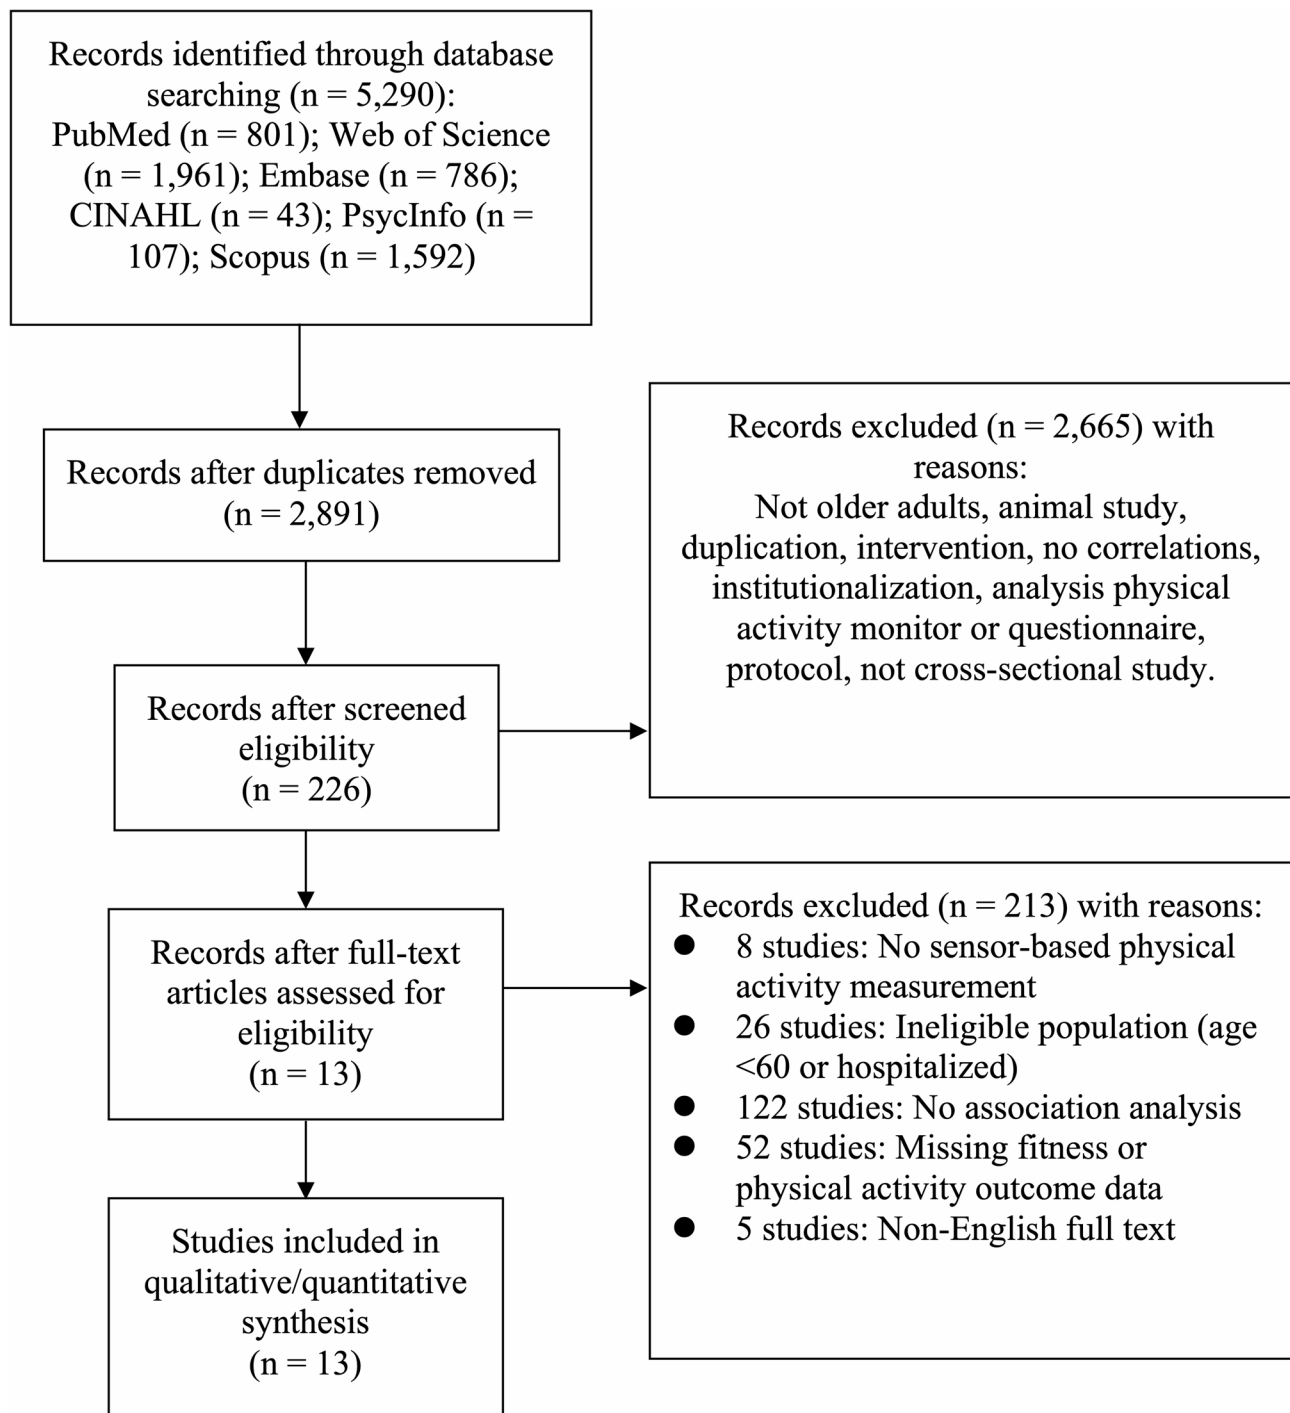 Records identified through database
searching (n = 5,290):
PubMed (n = 801); Web of Science
(n = 1,961); Embase (n = 786);
CINAHL (n = 43); PsycInfo (n =
107); Scopus (n = 1,592)
Records after duplicates removed
(n = 2,891)
Records excluded (n = 2,665) with
reasons:
Not older adults, animal study,
duplication, intervention, no correlations,
institutionalization, analysis physical
activity monitor or questionnaire,
protocol, not cross-sectional study.
Records after screened
eligibility
(n = 226)
Records after full-text
articles assessed for
eligibility
(n = 13)
Records excluded (n = 213) with reasons:
● 8 studies: No sensor-based physical
activity measurement
● 26 studies: Ineligible population (age
<60 or hospitalized)
● 122 studies: No association analysis
● 52 studies: Missing fitness or
physical activity outcome data
● 5 studies: Non-English full text
Studies included in
qualitative/quantitative
synthesis
(n = 13)